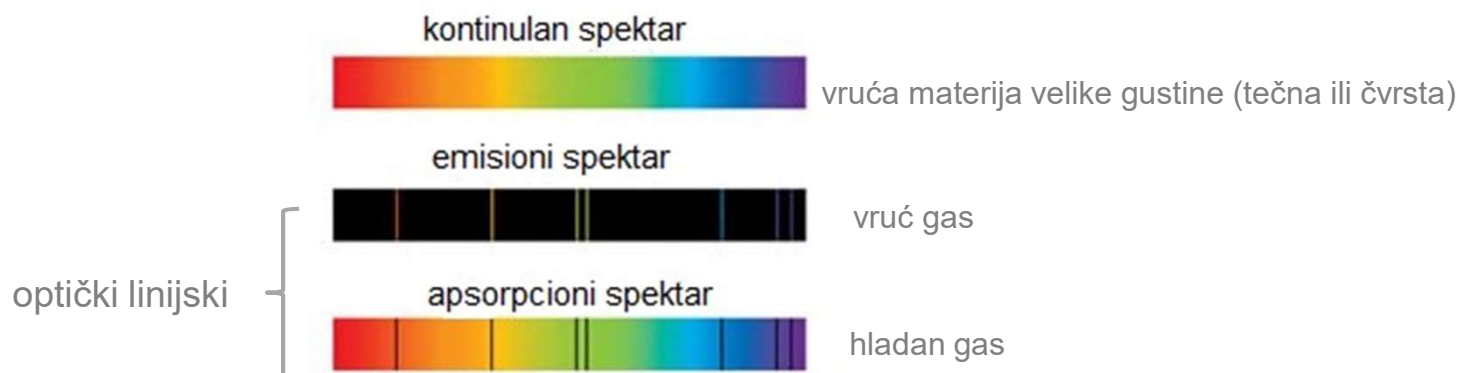 kontinulan spektar
vruća materija velike gustine (tečna ili čvrsta)
emisioni spektar
vruć gas
optički linijski
apsorpcioni spektar
hladan gas